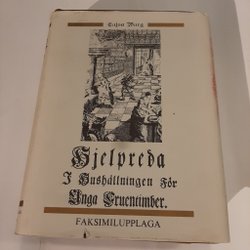 Cajsa Warg
Hjelpreda
I Hushållningen För
Unga Fruentimber.
FAKSIMILUPPLAGA